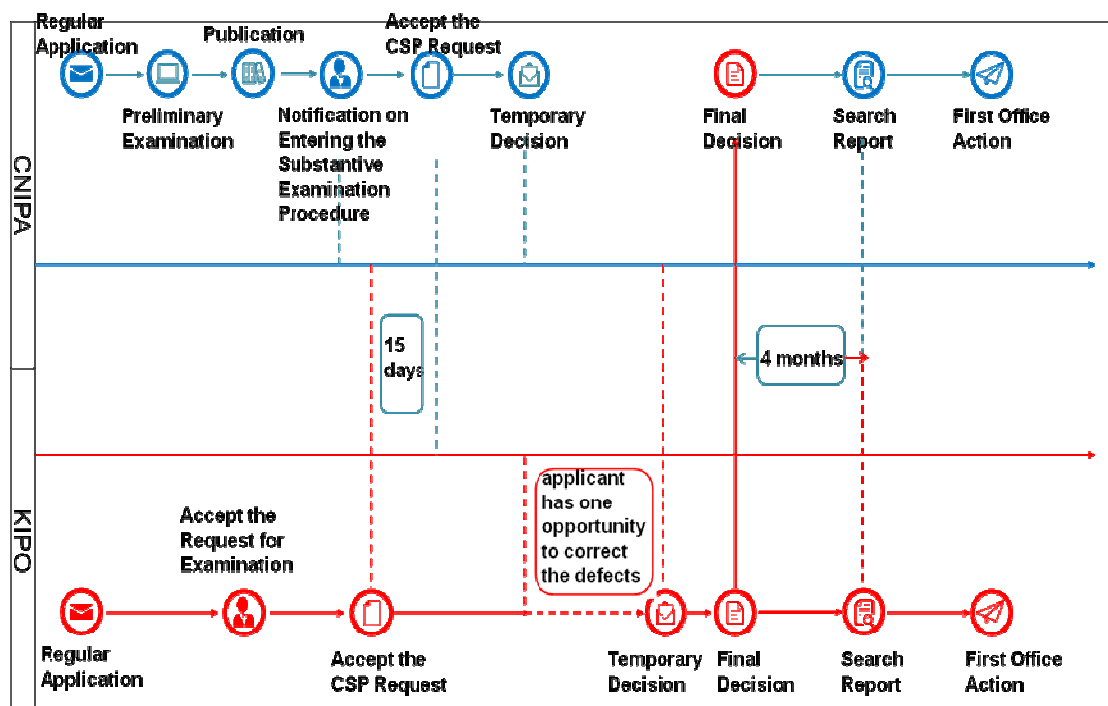 CNIPA
Regular
Application
Publication
Accept the
CSP Request
Preliminary
Examination
Notification on
Entering the
Substantive
Examination
Procedure
Temporary
Decision
Final
Decision
Search
Report
First Office
Action
15
days
4 months
KIPO
applicant
has one
opportunity
to correct
the defects
Accept the
Request for
Examination
Regular
Application
Accept the
CSP Request
Temporary
Decision
Final
Decision
Search
Report
First Office
Action